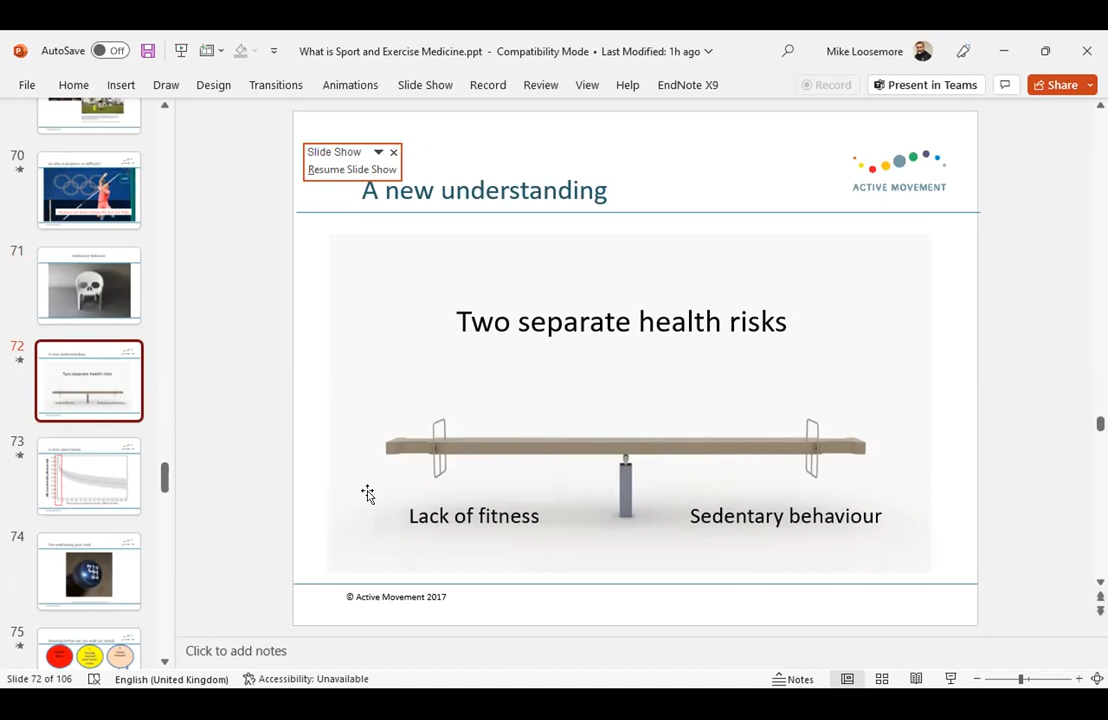 AutoSave
Off
What is Sport and Exercise Medicine.ppt - Compatibility Mode • Last Modified: 1h ago
Mike Loosemore
File
Home
Insert
Draw
Design
Transitions
Animations
Slide Show
Record
Review
View
Help
EndNote X9
Record
Present in Teams
Share
70
71
72
73
74
75
Slide Show
Resume Slide Show
A new understanding
ACTIVE MOVEMENT
Two separate health risks
Lack of fitness
Sedentary behaviour
© Active Movement 2017
Click to add notes
Slide 72 of 106
English (United Kingdom)
Accessibility: Unavailable
Notes